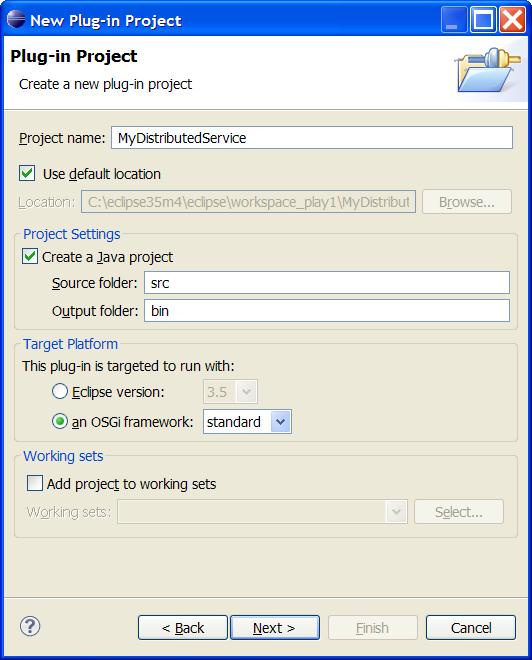 New Plug-in Project
Plug-in Project
Create a new plug-in project
Project name: MyDistributedService
Use default location
Location: C:\eclipse35m4\eclipse\workspace_play1\MyDistribut Browse...
Project Settings
Create a Java project
Source folder: src
Output folder: bin
Target Platform
This plug-in is targeted to run with:
Eclipse version: 3.5
an OSGi framework: standard
Working sets
Add project to working sets
Working sets: Select...
? < Back Next > Finish Cancel